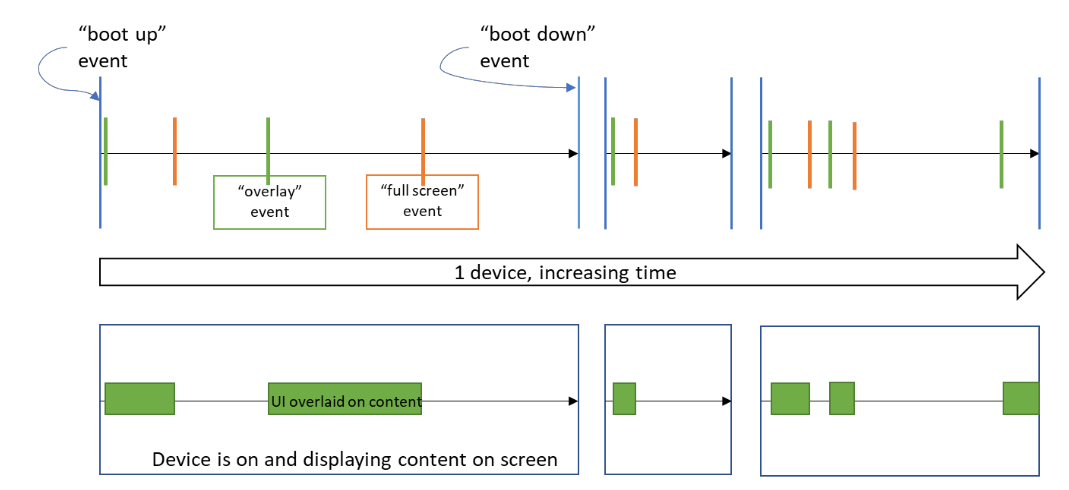 “boot up”
event
“boot down”
event
“overlay”
event
“full screen”
event
1 device, increasing time
UI overlaid on content
Device is on and displaying content on screen